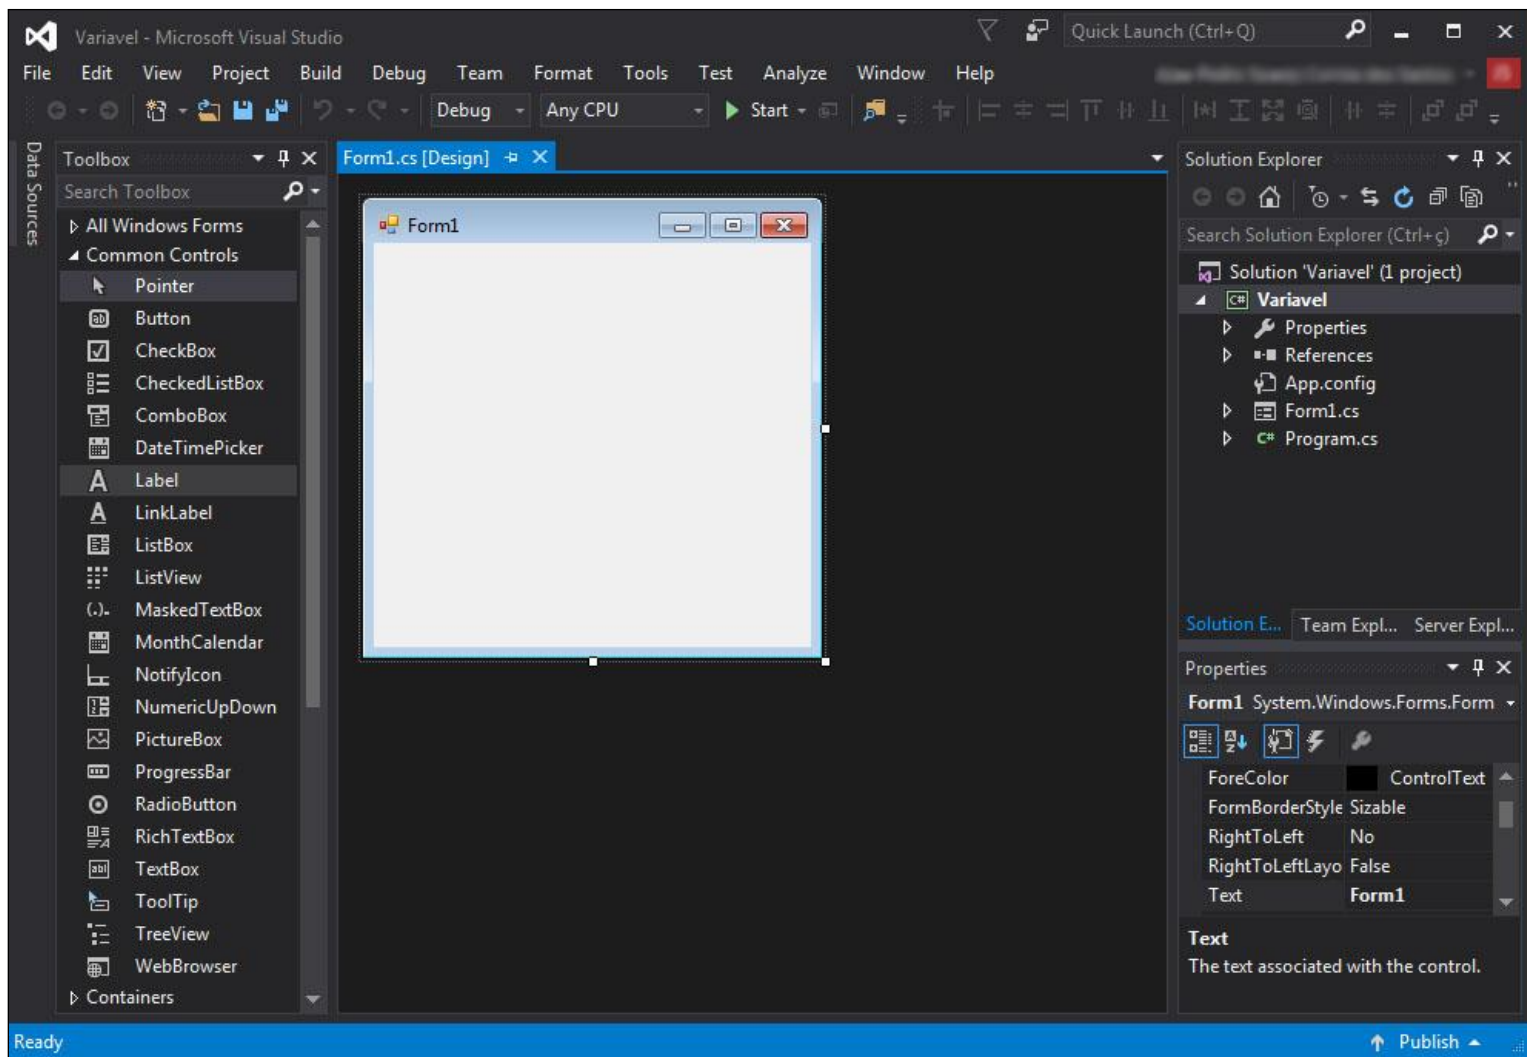 Variavel - Microsoft Visual Studio
Quick Launch (Ctrl+Q)
File Edit View Project Build Debug Team Format Tools Test Analyze Window Help
Debug Any CPU Start
Data Sources
Toolbox
Search Toolbox
All Windows Forms
Common Controls
Pointer
Button
CheckBox
CheckedListBox
ComboBox
DateTimePicker
Label
LinkLabel
ListBox
ListView
MaskedTextBox
MonthCalendar
NotifyIcon
NumericUpDown
PictureBox
ProgressBar
RadioButton
RichTextBox
TextBox
ToolTip
TreeView
WebBrowser
Containers
Form1.cs [Design]
Form1
Solution Explorer
Search Solution Explorer (Ctrl+ç)
Solution 'Variavel' (1 project)
C# Variavel
Properties
References
App.config
Form1.cs
C# Program.cs
Solution E... Team Expl... Server Expl...
Properties
Form1 System.Windows.Forms.Form
ForeColor ControlText
FormBorderStyle Sizable
RightToLeft No
RightToLeftLayo False
Text Form1
Text
The text associated with the control.
Ready
Publish